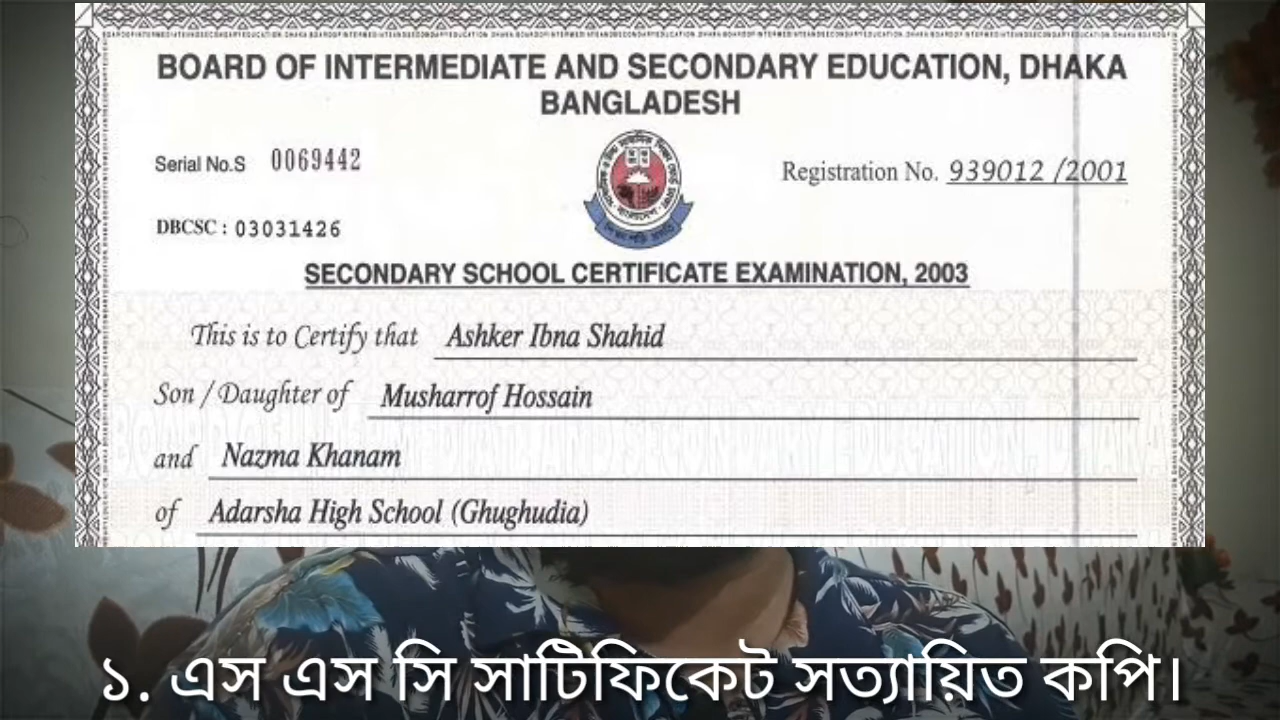 BOARD OF INTERMEDIATE AND SECONDARY EDUCATION, DHAKA
BANGLADESH
Serial No.S 0069442
Registration No. 939012 /2001
DBCSC : 03031426
SECONDARY SCHOOL CERTIFICATE EXAMINATION, 2003
This is to Certify that Ashker Ibna Shahid
Son / Daughter of Musharrof Hossain
and Nazma Khanam
of Adarsha High School (Ghughudia)
১. এস এস সি সার্টিফিকেট সত্যায়িত কপি।